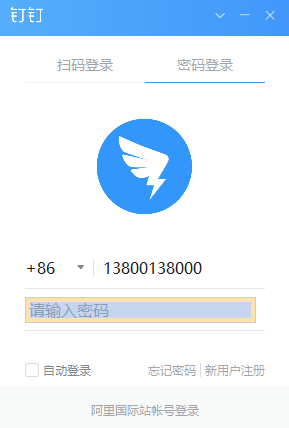 钉钉
扫码登录 密码登录
+86 13800138000
请输入密码
自动登录 忘记密码 新用户注册
阿里国际站帐号登录